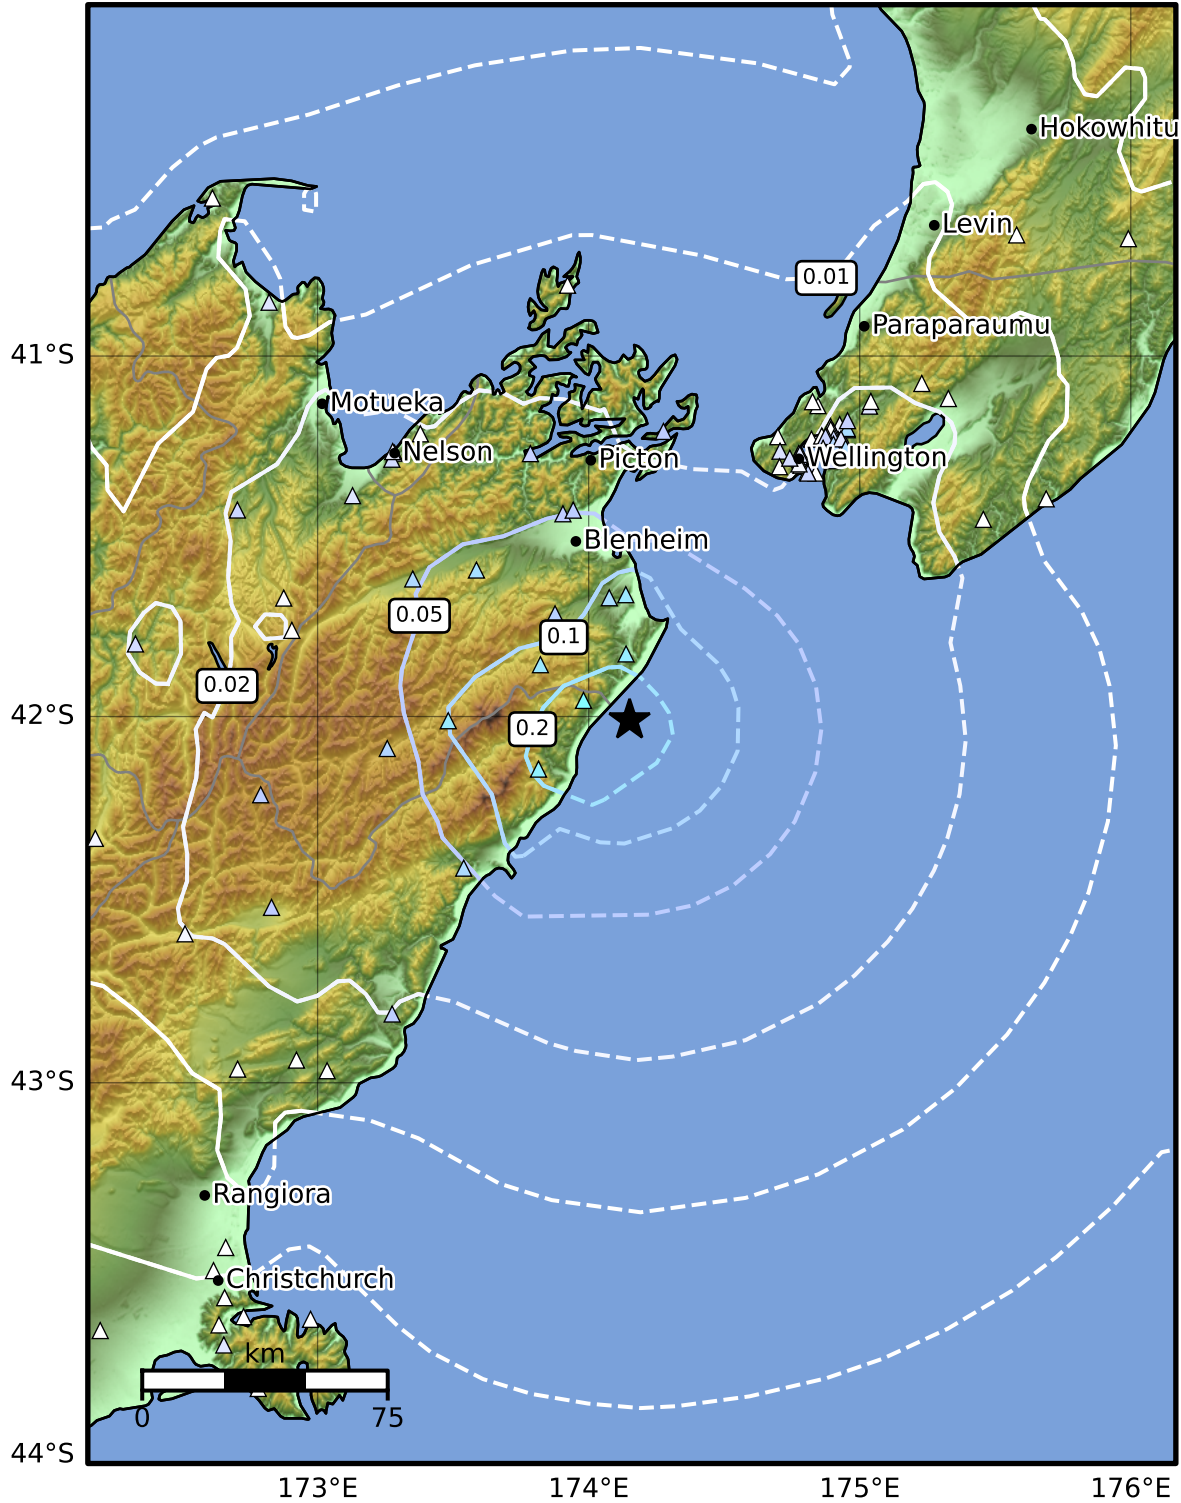 Hokowhitu
Levin
0.01
Paraparaumu
41°S
Motueka
Nelson
Picton
Wellington
Blenheim
0.05
0.1
0.02
42°S
0.2
43°S
Rangiora
Christchurch
km
0 75
44°S
173°E 174°E 175°E 176°E